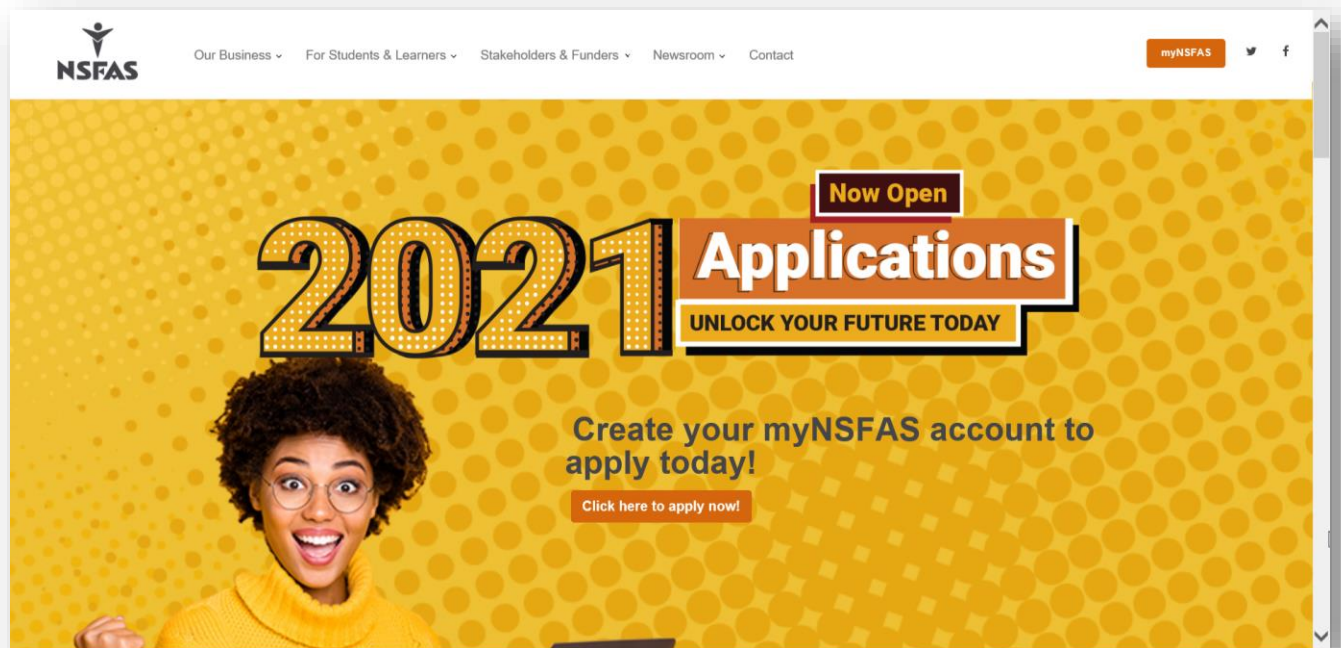 NSFAS
Our Business
For Students & Learners
Stakeholders & Funders
Newsroom
Contact
myNSFAS
Now Open
2021 Applications
UNLOCK YOUR FUTURE TODAY
Create your myNSFAS account to
apply today!
Click here to apply now!